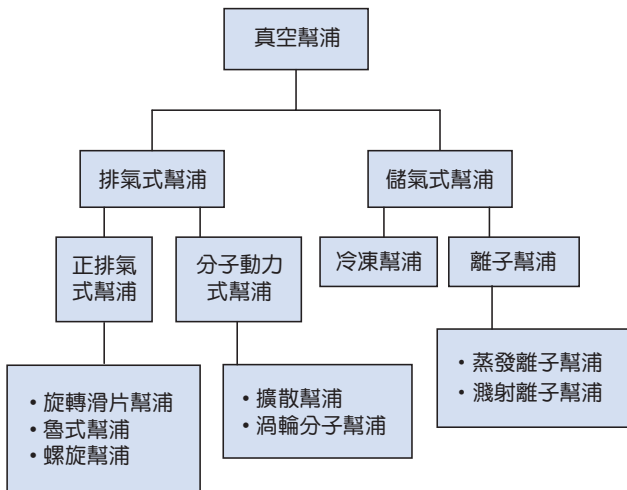 真空幫浦
排氣式幫浦
儲氣式幫浦
正排氣
式幫浦
分子動力
式幫浦
冷凍幫浦
離子幫浦
・旋轉滑片幫浦
・魯式幫浦
・螺旋幫浦
・擴散幫浦
・渦輪分子幫浦
・蒸發離子幫浦
・濺射離子幫浦